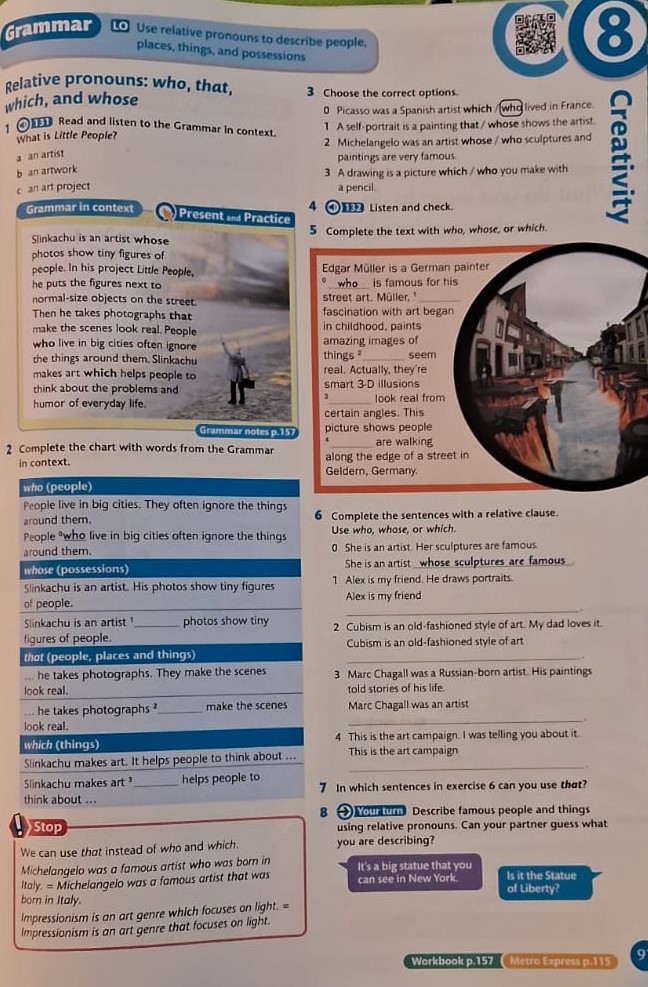 Grammar
LO Use relative pronouns to describe people,
places, things, and possessions
8
Creativity
Relative pronouns: who, that,
which, and whose
1 131 Read and listen to the Grammar in context.
What is Little People?
a an artist
b an artwork
c an art project
Grammar in context
Present and Practice
Slinkachu is an artist whose
photos show tiny figures of
people. In his project Little People,
he puts the figures next to
normal-size objects on the street.
Then he takes photographs that
make the scenes look real. People
who live in big cities often ignore
the things around them. Slinkachu
makes art which helps people to
think about the problems and
humor of everyday life.
Grammar notes p.157
2 Complete the chart with words from the Grammar
in context.
who (people)
People live in big cities. They often ignore the things
around them.
People 0 who live in big cities often ignore the things
around them.
whose (possessions)
Slinkachu is an artist. His photos show tiny figures
of people.
Slinkachu is an artist 1______ photos show tiny
figures of people.
that (people, places and things)
... he takes photographs. They make the scenes
look real.
... he takes photographs 2______ make the scenes
look real.
which (things)
Slinkachu makes art. It helps people to think about ...
Slinkachu makes art 3______ helps people to
think about ...
! Stop
We can use that instead of who and which.
Michelangelo was a famous artist who was born in
Italy. = Michelangelo was a famous artist that was
born in Italy.
Impressionism is an art genre which focuses on light. =
Impressionism is an art genre that focuses on light.
3 Choose the correct options.
0 Picasso was a Spanish artist which / who lived in France.
1 A self-portrait is a painting that / whose shows the artist.
2 Michelangelo was an artist whose / who sculptures and
paintings are very famous.
3 A drawing is a picture which / who you make with
a pencil.
4 132 Listen and check.
5 Complete the text with who, whose, or which.
Edgar Müller is a German painter
0 who is famous for his
street art. Müller, 1______
fascination with art began
in childhood, paints
amazing images of
things 2______ seem
real. Actually, they're
smart 3-D illusions
3______ look real from
certain angles. This
picture shows people
4______ are walking
along the edge of a street in
Geldern, Germany.
6 Complete the sentences with a relative clause.
Use who, whose, or which.
0 She is an artist. Her sculptures are famous.
She is an artist whose sculptures are famous.
1 Alex is my friend. He draws portraits.
Alex is my friend
______.
2 Cubism is an old-fashioned style of art. My dad loves it.
Cubism is an old-fashioned style of art
______.
3 Marc Chagall was a Russian-born artist. His paintings
told stories of his life.
Marc Chagall was an artist
______.
4 This is the art campaign. I was telling you about it.
This is the art campaign
______.
7 In which sentences in exercise 6 can you use that?
8 Your turn Describe famous people and things
using relative pronouns. Can your partner guess what
you are describing?
It's a big statue that you
can see in New York.
Is it the Statue
of Liberty?
Workbook p.157 Metro Express p.115